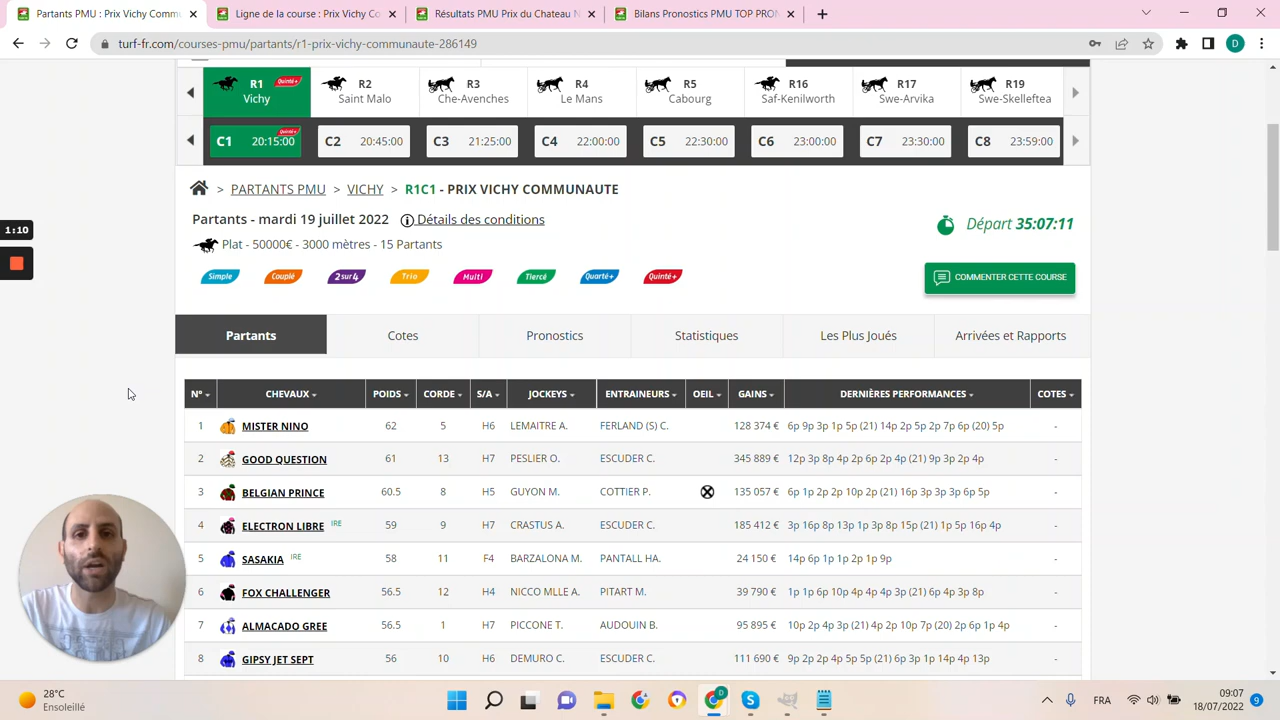 Partants PMU : Prix Vichy Commu
Ligne de la course : Prix Vichy Co
Résultats PMU Prix du Chateau N
Bilans Pronostics PMU TOP PRO
turf-fr.com/courses-pmu/partants/r1-prix-vichy-communaute-286149
D
R1 Quinté+
Vichy
R2
Saint Malo
R3
Che-Avenches
R4
Le Mans
R5
Cabourg
R16
Saf-Kenilworth
R17
Swe-Arvika
R19
Swe-Skelleftea
C1 20:15:00 Quinté+
C2 20:45:00
C3 21:25:00
C4 22:00:00
C5 22:30:00
C6 23:00:00
C7 23:30:00
C8 23:59:00
> PARTANTS PMU > VICHY > R1C1 - PRIX VICHY COMMUNAUTE
Partants - mardi 19 juillet 2022 Détails des conditions
Départ 35:07:11
1:10
Plat - 50000€ - 3000 mètres - 15 Partants
Simple Couplé 2sur4 Trio Multi Tiercé Quarté+ Quinté+
COMMENTER CETTE COURSE
Partants Cotes Pronostics Statistiques Les Plus Joués Arrivées et Rapports
N° CHEVAUX POIDS CORDE S/A JOCKEYS ENTRAINEURS OEIL GAINS DERNIÈRES PERFORMANCES COTES
1 MISTER NINO 62 5 H6 LEMAITRE A. FERLAND (S) C. 128 374 € 6p 9p 3p 1p 5p (21) 14p 2p 5p 2p 7p 6p (20) 5p -
2 GOOD QUESTION 61 13 H7 PESLIER O. ESCUDER C. 345 889 € 12p 3p 8p 4p 2p 6p 2p 4p (21) 9p 3p 2p 4p -
3 BELGIAN PRINCE 60.5 8 H5 GUYON M. COTTIER P. 135 057 € 6p 1p 2p 2p 10p 2p (21) 16p 3p 3p 3p 6p 5p -
4 ELECTRON LIBRE IRE 59 9 H7 CRASTUS A. ESCUDER C. 185 412 € 3p 16p 8p 13p 1p 3p 8p 15p (21) 1p 5p 16p 4p -
5 SASAKIA IRE 58 11 F4 BARZALONA M. PANTALL HA. 24 150 € 14p 6p 1p 1p 2p 1p 9p -
6 FOX CHALLENGER 56.5 12 H4 NICCO MLLE A. PITART M. 39 790 € 1p 1p 6p 10p 4p 4p 4p 3p (21) 6p 4p 3p 8p -
7 ALMACADO GREE 56.5 1 H7 PICCONE T. AUDOUIN B. 95 895 € 10p 2p 4p 3p (21) 4p 2p 10p 7p (20) 2p 6p 1p 4p -
8 GIPSY JET SEPT 56 10 H6 DEMURO C. ESCUDER C. 111 690 € 9p 2p 2p 4p 5p 5p (21) 6p 3p 1p 14p 4p 13p -
28°C
Ensoleillé
D
FRA
09:07
18/07/2022
9